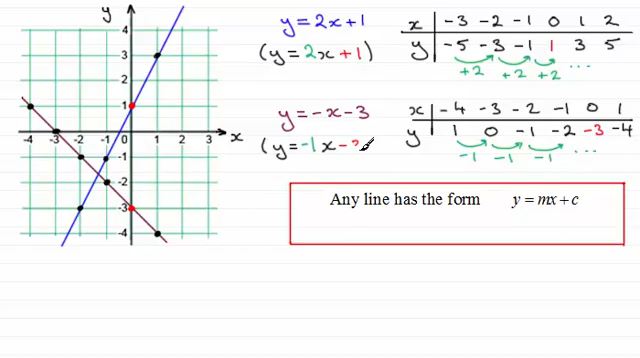 y
4
3
2
1
-1
-2
-3
-4
-4 -3 -2 -1 0 1 2 3
x
y = 2x + 1
(y = 2x + 1)
x -3 -2 -1 0 1 2
y -5 -3 -1 1 3 5
+2 +2 +2 ...
y = -x - 3
(y = -1x -
x -4 -3 -2 -1 0 1
y 1 0 -1 -2 -3 -4
-1 -1 -1 ...
Any line has the form y = mx + c